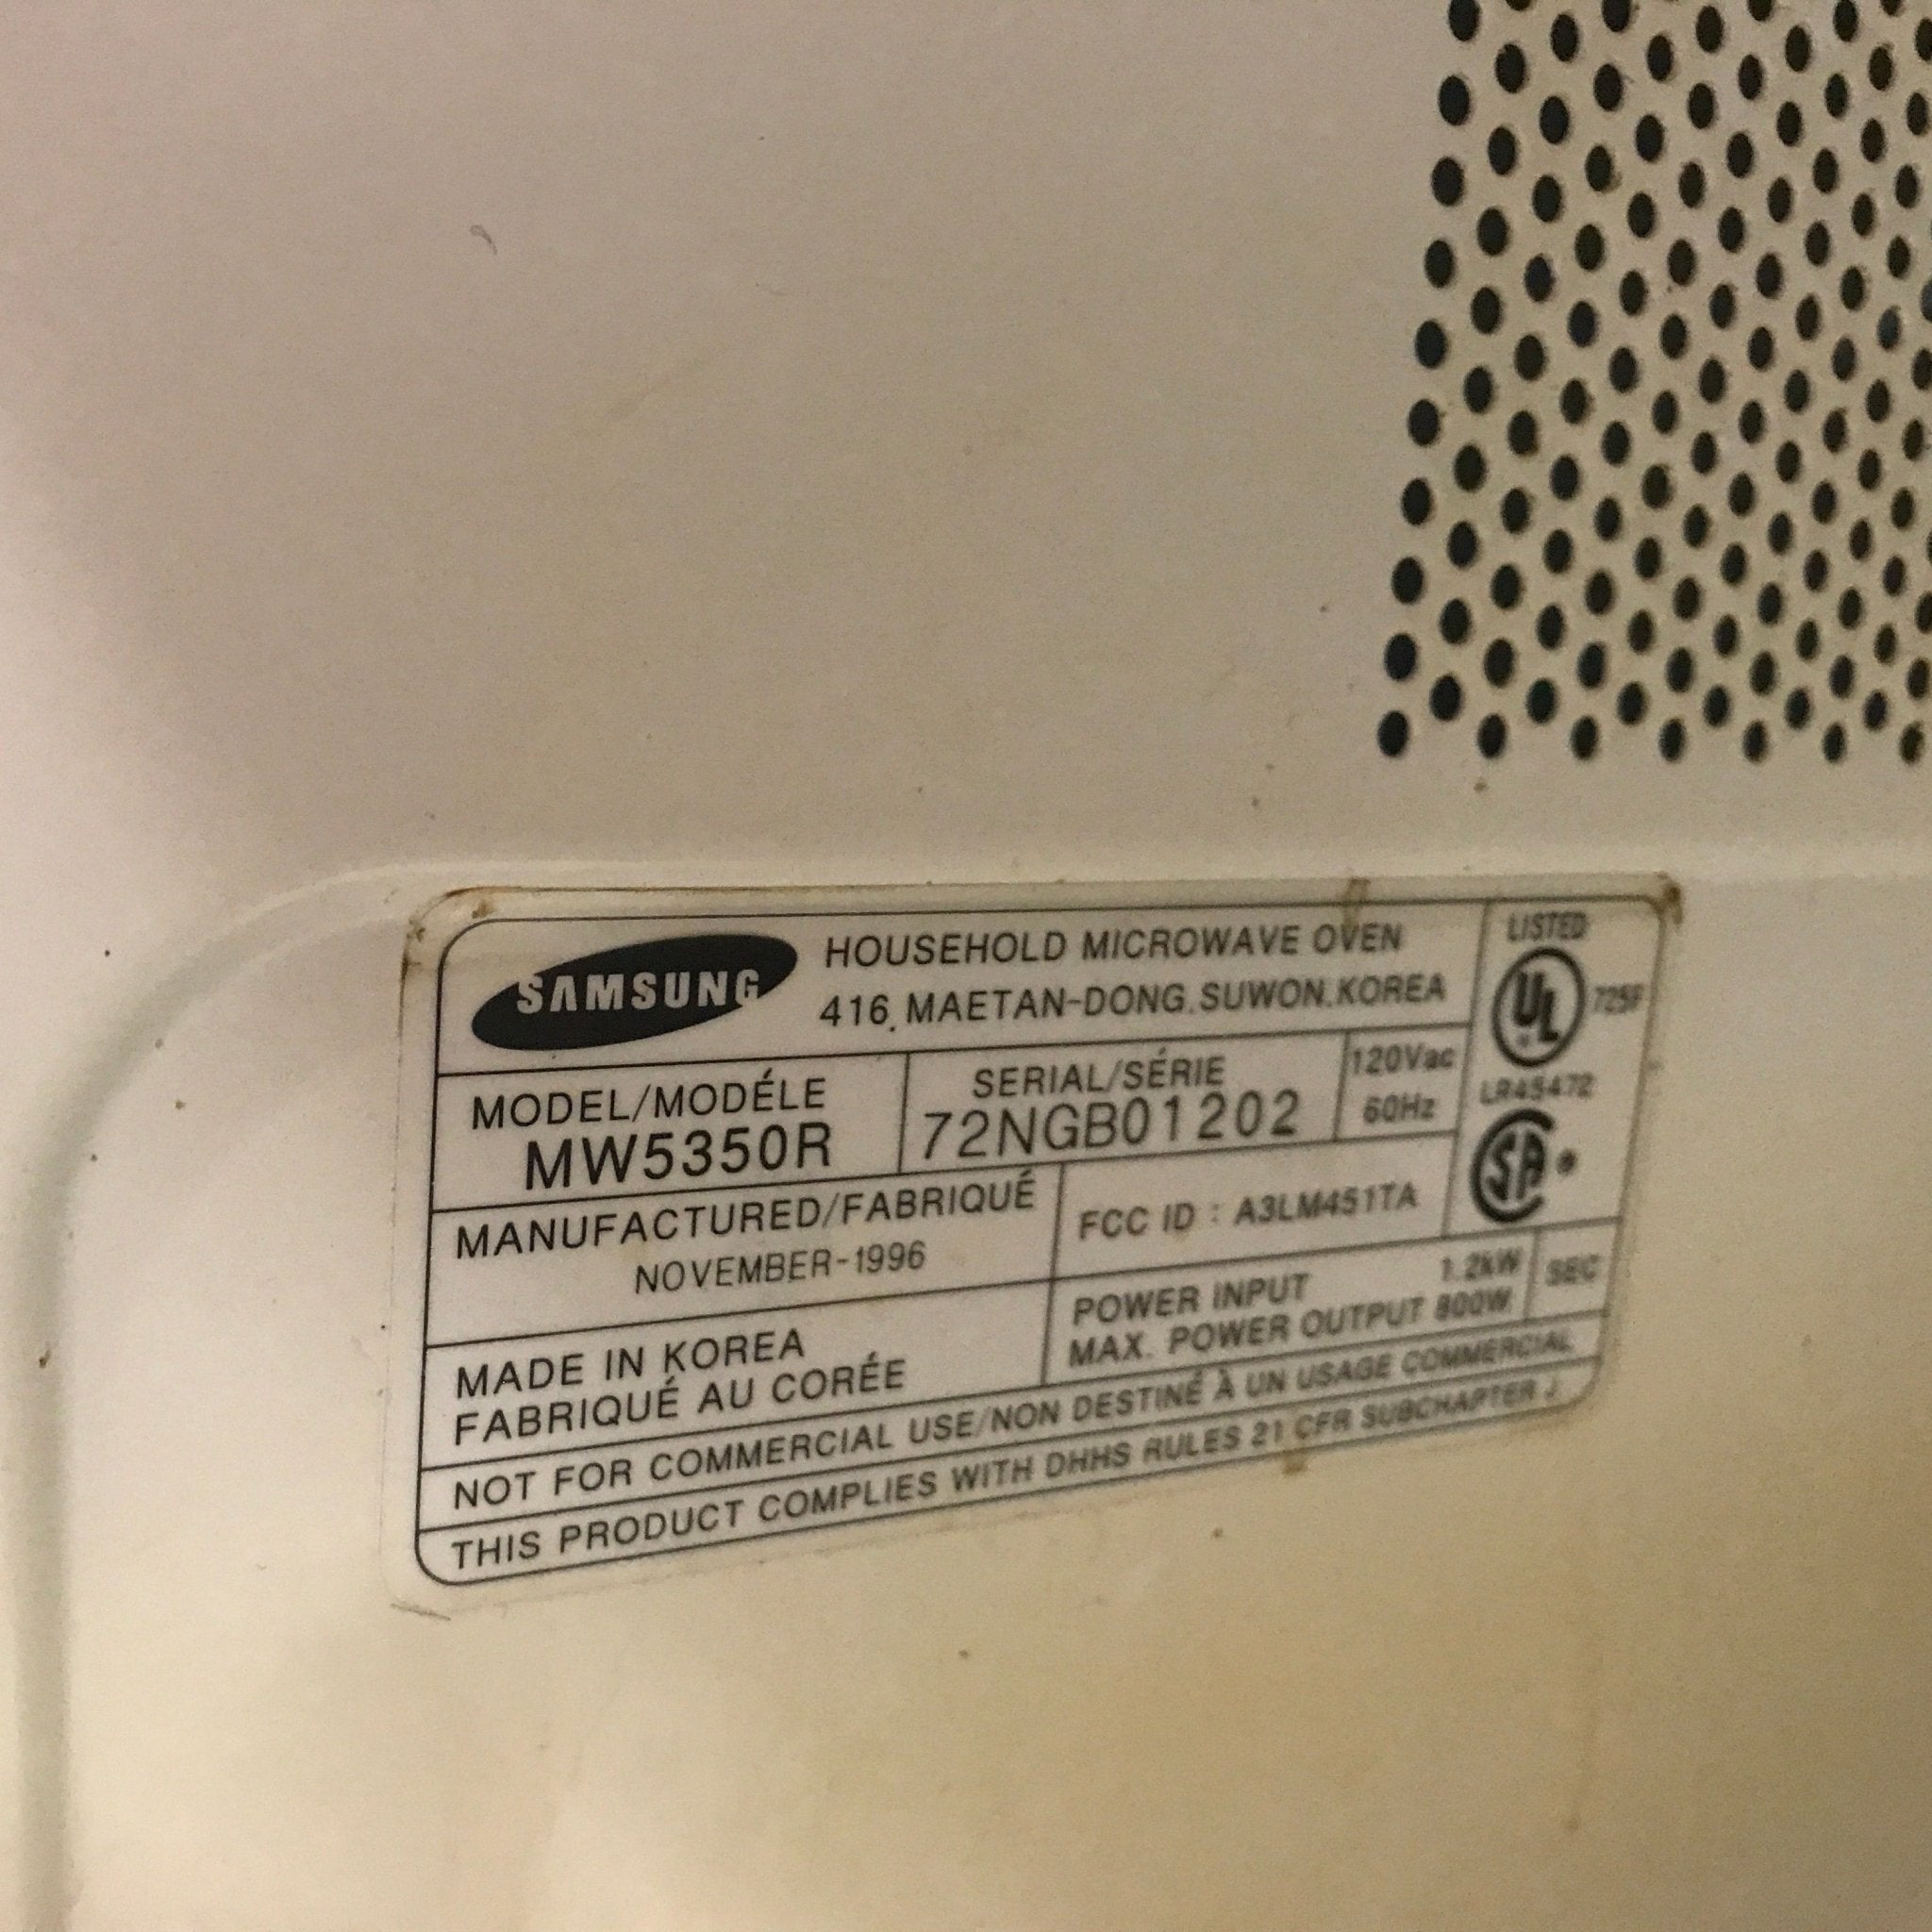 SAMSUNG
HOUSEHOLD MICROWAVE OVEN
416, MAETAN-DONG, SUWON, KOREA
LISTED
UL
725F
MODEL/MODÉLE
MW5350R
SERIAL/SÉRIE
72NGB01202
120Vac
60Hz
LR45472
SA
MANUFACTURED/FABRIQUÉ
NOVEMBER-1996
FCC ID : A3LM451TA
MADE IN KOREA
FABRIQUÉ AU CORÉE
POWER INPUT 1.2kW
MAX. POWER OUTPUT 800W
SEC
NOT FOR COMMERCIAL USE/NON DESTINÉ À UN USAGE COMMERCIAL
THIS PRODUCT COMPLIES WITH DHHS RULES 21 CFR SUBCHAPTER J